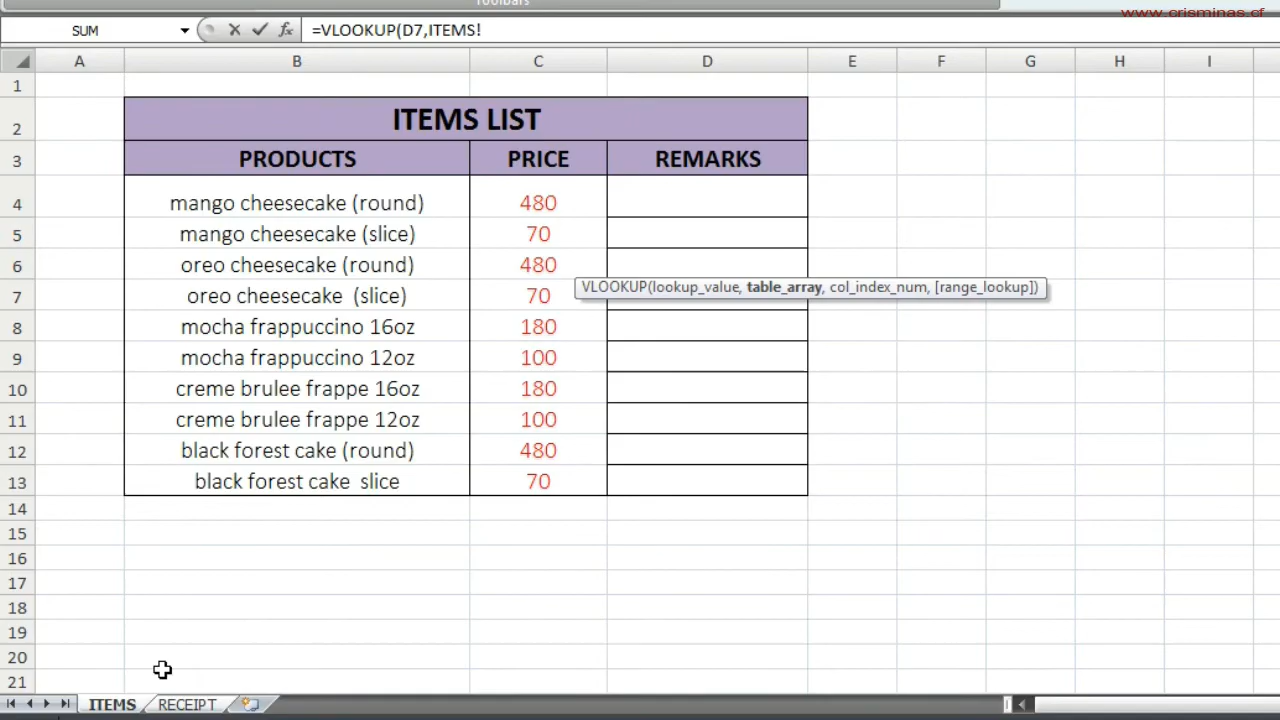 Toolbars
www.crisminas.cf
SUM =VLOOKUP(D7,ITEMS!
A B C D E F G H I
1
2 ITEMS LIST
3 PRODUCTS PRICE REMARKS
4 mango cheesecake (round) 480
5 mango cheesecake (slice) 70
6 oreo cheesecake (round) 480
VLOOKUP(lookup_value, table_array, col_index_num, [range_lookup])
7 oreo cheesecake (slice) 70
8 mocha frappuccino 16oz 180
9 mocha frappuccino 12oz 100
10 creme brulee frappe 16oz 180
11 creme brulee frappe 12oz 100
12 black forest cake (round) 480
13 black forest cake slice 70
14
15
16
17
18
19
20
21
ITEMS RECEIPT